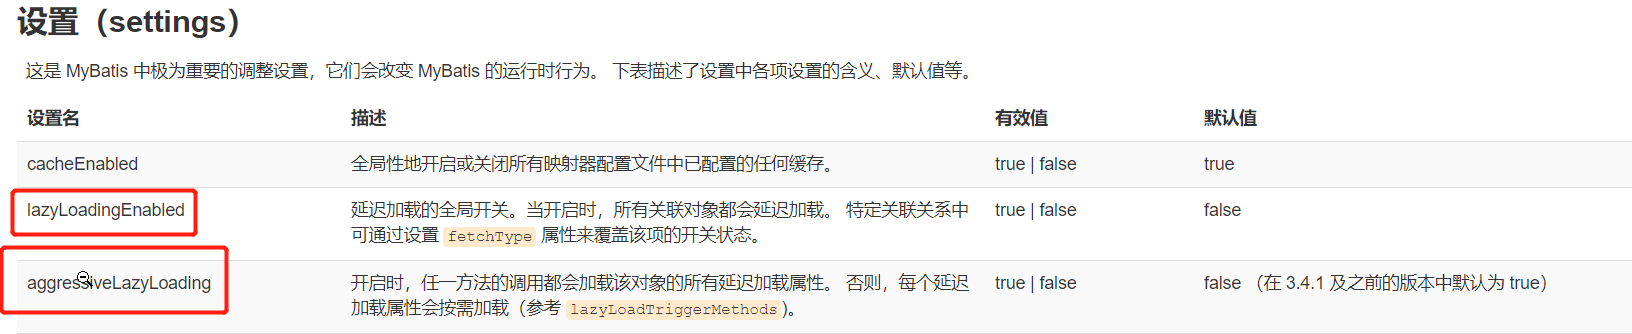 设置（settings）
这是 MyBatis 中极为重要的调整设置，它们会改变 MyBatis 的运行时行为。 下表描述了设置中各项设置的含义、默认值等。
设置名 描述 有效值 默认值
cacheEnabled 全局性地开启或关闭所有映射器配置文件中已配置的任何缓存。 true | false true
lazyLoadingEnabled 延迟加载的全局开关。当开启时，所有关联对象都会延迟加载。 特定关联关系中 true | false false
可通过设置 fetchType 属性来覆盖该项的开关状态。
aggressiveLazyLoading 开启时，任一方法的调用都会加载该对象的所有延迟加载属性。 否则，每个延迟 true | false false （在 3.4.1 及之前的版本中默认为 true）
加载属性会按需加载（参考 lazyLoadTriggerMethods)。